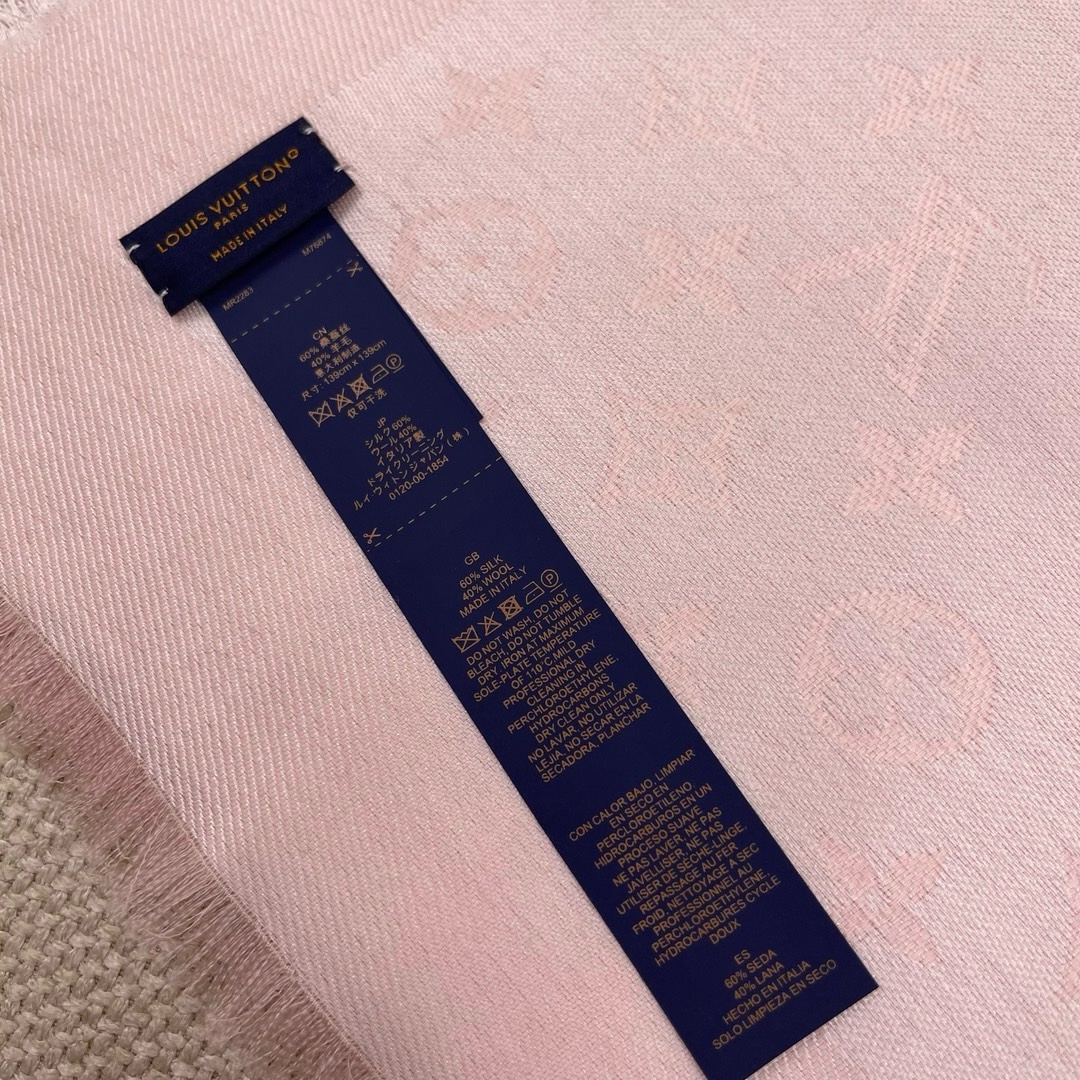 LOUIS VUITTON
PARIS
MADE IN ITALY
M76674
MR2283
CN
60% 桑蚕丝
40% 羊毛
意大利制造
尺寸: 139cm x 139cm
仅可干洗
JP
シルク60%
ウール40%
イタリア製
ドライクリーニング
ルイ・ヴィトン ジャパン(株)
0120-00-1854
GB
60% SILK
40% WOOL
MADE IN ITALY
DO NOT WASH, DO NOT
BLEACH, DO NOT TUMBLE
DRY, IRON AT MAXIMUM
SOLE-PLATE TEMPERATURE
OF 110°C.MILD
PROFESSIONAL DRY
CLEANING IN
PERCHLOROETHYLENE,
HYDROCARBONS
DRY CLEAN ONLY
NO LAVAR, NO UTILIZAR
LEJIA, NO SECAR EN LA
SECADORA, PLANCHAR
CON CALOR BAJO, LIMPIAR
EN SECO EN
PERCLOROETILENO
HIDROCARBUROS EN UN
PROCESO SUAVE,
NE PAS LAVER, NE PAS
JAVELLISER, NE PAS
UTILISER DE SÈCHE-LINGE,
REPASSAGE AU FER
FROID, NETTOYAGE A SEC
PROFESSIONNEL AU
PERCHLOROETHYLENE,
HYDROCARBURES CYCLE
DOUX
ES
60% SEDA
40% LANA
HECHO EN ITALIA
SOLO LIMPIEZA EN SECO